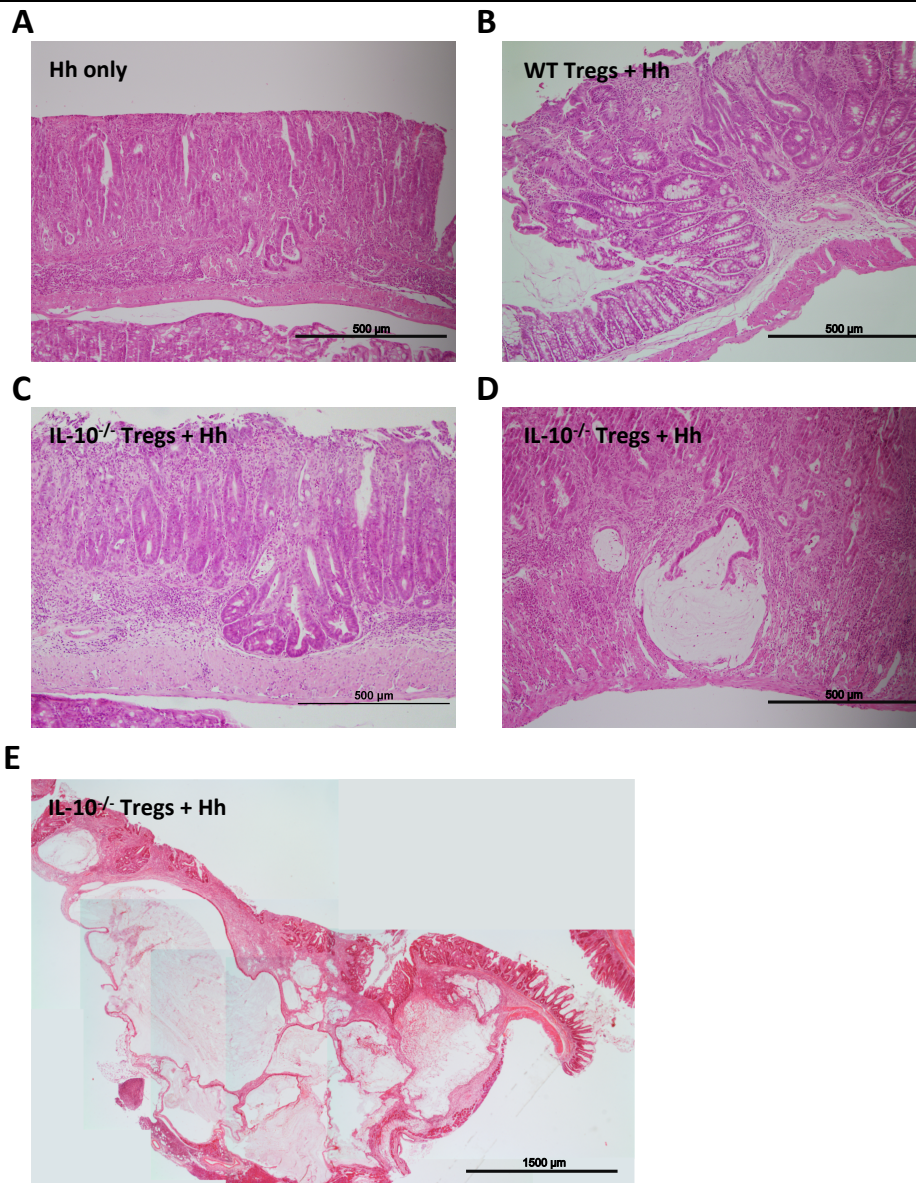 A
Hh only
500 µm
B
WT Tregs + Hh
500 µm
C
IL-10⁻/⁻ Tregs + Hh
500 µm
D
IL-10⁻/⁻ Tregs + Hh
500 µm
E
IL-10⁻/⁻ Tregs + Hh
1500 µm